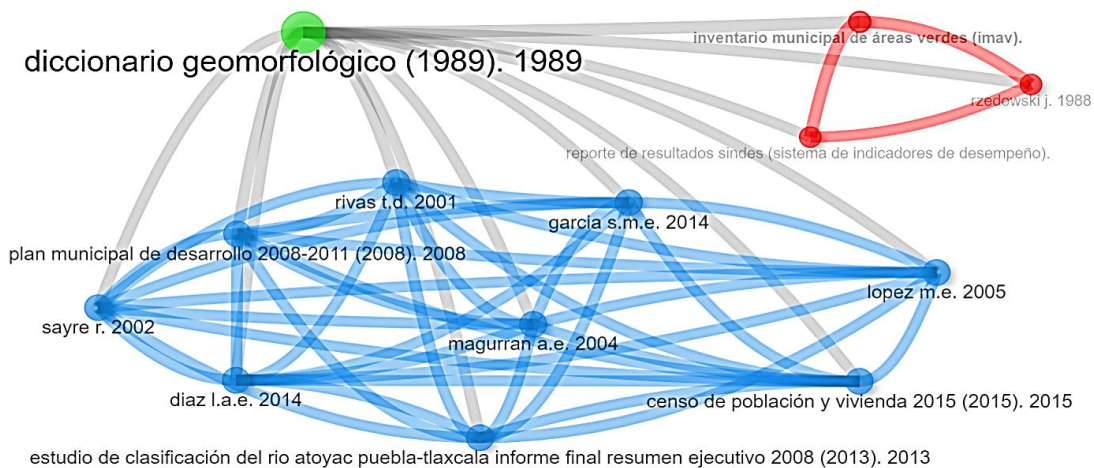 inventario municipal de áreas verdes (imav).
diccionario geomorfológico (1989). 1989
rzedowski j. 1988
reporte de resultados sindes (sistema de indicadores de desempeño).
rivas t.d. 2001
garcía s.m.e. 2014
plan municipal de desarrollo 2008-2011 (2008). 2008
lopez m.e. 2005
sayre r. 2002
magurran a.e. 2004
diaz l.a.e. 2014
censo de población y vivienda 2015 (2015). 2015
estudio de clasificación del rio atoyac puebla-tlaxcala informe final resumen ejecutivo 2008 (2013). 2013